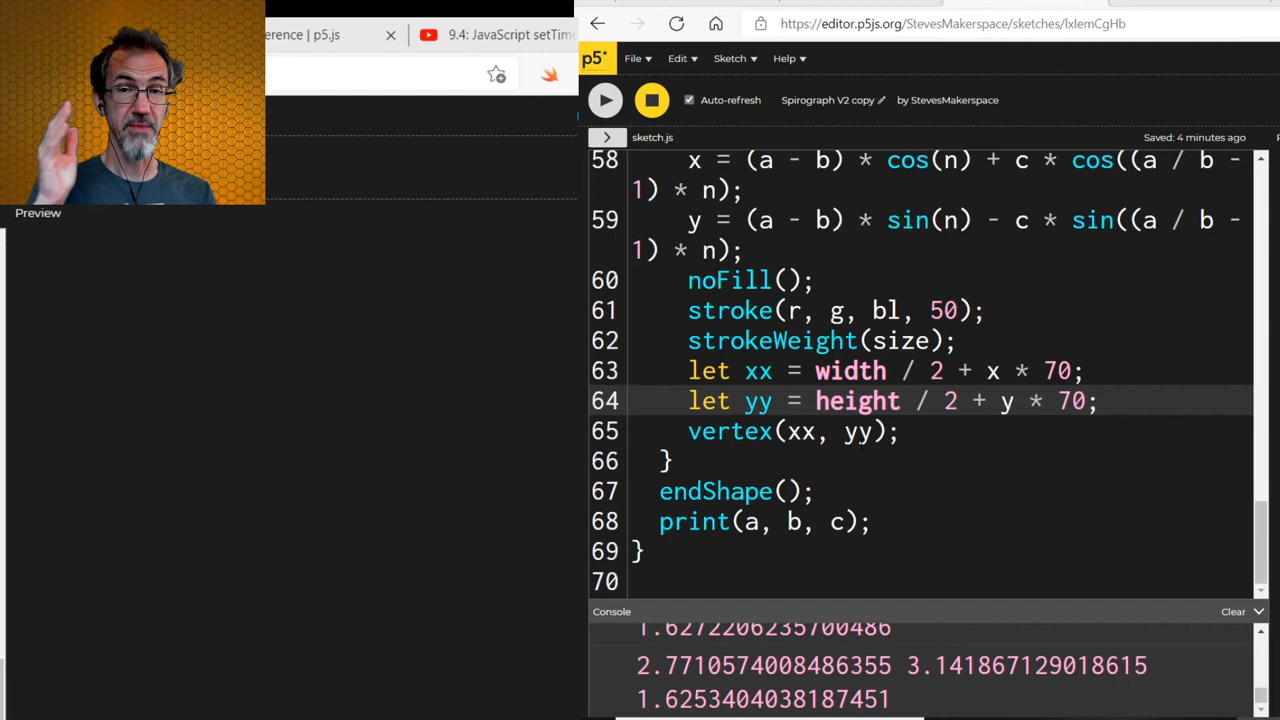 erence | p5.js
9.4: JavaScript setTime
https://editor.p5js.org/StevesMakerspace/sketches/lxIemCgHb
p5*
File
Edit
Sketch
Help
Auto-refresh
Spirograph V2 copy
by StevesMakerspace
sketch.js
Saved: 4 minutes ago
Preview
58 x = (a - b) * cos(n) + c * cos((a / b -
1) * n);
59 y = (a - b) * sin(n) - c * sin((a / b -
1) * n);
60 noFill();
61 stroke(r, g, bl, 50);
62 strokeWeight(size);
63 let xx = width / 2 + x * 70;
64 let yy = height / 2 + y * 70;
65 vertex(xx, yy);
66 }
67 endShape();
68 print(a, b, c);
69 }
70
Console
Clear
1.6272206235700486
2.7710574008486355 3.141867129018615
1.6253404038187451